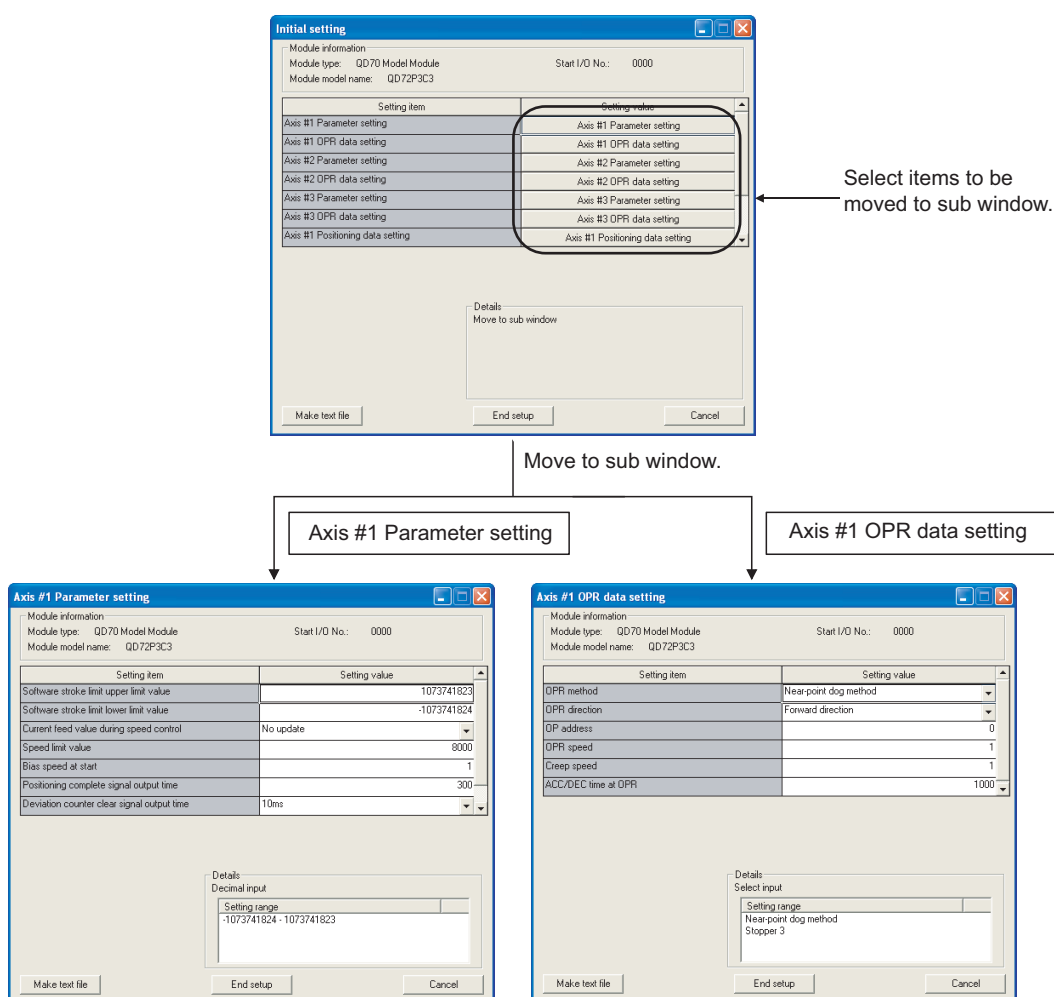 Initial setting
Module information
Module type: QD70 Model Module Start I/O No.: 0000
Module model name: QD72P3C3
Setting item Setting value
Axis #1 Parameter setting Axis #1 Parameter setting
Axis #1 OPR data setting Axis #1 OPR data setting
Axis #2 Parameter setting Axis #2 Parameter setting
Axis #2 OPR data setting Axis #2 OPR data setting
Axis #3 Parameter setting Axis #3 Parameter setting
Axis #3 OPR data setting Axis #3 OPR data setting
Axis #1 Positioning data setting Axis #1 Positioning data setting
Select items to be
moved to sub window.
Details
Move to sub window
Make text file End setup Cancel
Move to sub window.
Axis #1 Parameter setting
Axis #1 OPR data setting
Axis #1 Parameter setting
Module information
Module type: QD70 Model Module Start I/O No.: 0000
Module model name: QD72P3C3
Setting item Setting value
Software stroke limit upper limit value 1073741823
Software stroke limit lower limit value -1073741824
Current feed value during speed control No update
Speed limit value 8000
Bias speed at start 1
Positioning complete signal output time 300
Deviation counter clear signal output time 10ms
Details
Decimal input
Setting range
-1073741824 - 1073741823
Make text file End setup Cancel
Axis #1 OPR data setting
Module information
Module type: QD70 Model Module Start I/O No.: 0000
Module model name: QD72P3C3
Setting item Setting value
OPR method Near-point dog method
OPR direction Forward direction
OP address 0
OPR speed 1
Creep speed 1
ACC/DEC time at OPR 1000
Details
Select input
Setting range
Near-point dog method
Stopper 3
Make text file End setup Cancel